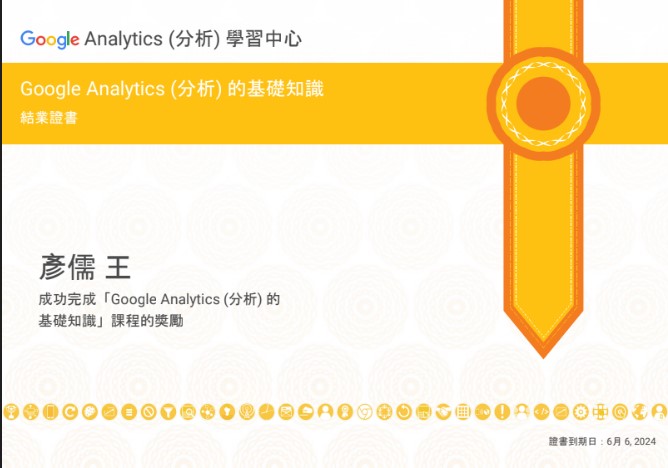 Google Analytics (分析) 學習中心
Google Analytics (分析) 的基礎知識
結業證書
彥儒 王
成功完成「Google Analytics (分析) 的
基礎知識」課程的獎勵
證書到期日：6月 6, 2024